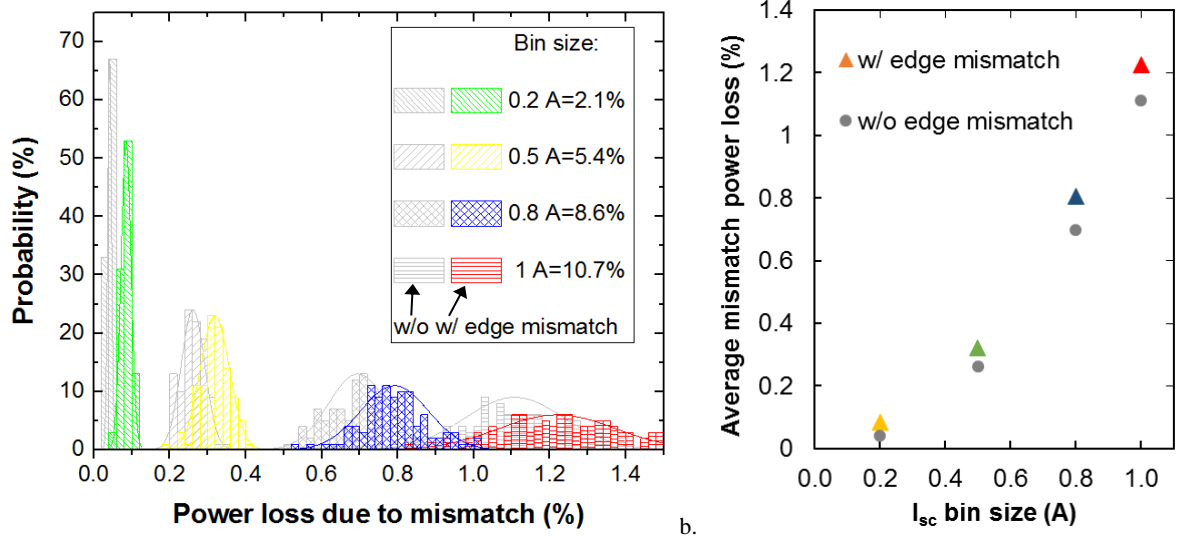 70
60
50
40
30
20
10
0
Probability (%)
Bin size:
0.2 A=2.1%
0.5 A=5.4%
0.8 A=8.6%
1 A=10.7%
w/o w/ edge mismatch
0.0 0.2 0.4 0.6 0.8 1.0 1.2 1.4
Power loss due to mismatch (%)
b.
1.4
1.2
1.0
0.8
0.6
0.4
0.2
0
Average mismatch power loss (%)
w/ edge mismatch
w/o edge mismatch
0.0 0.2 0.4 0.6 0.8 1.0
Isc bin size (A)